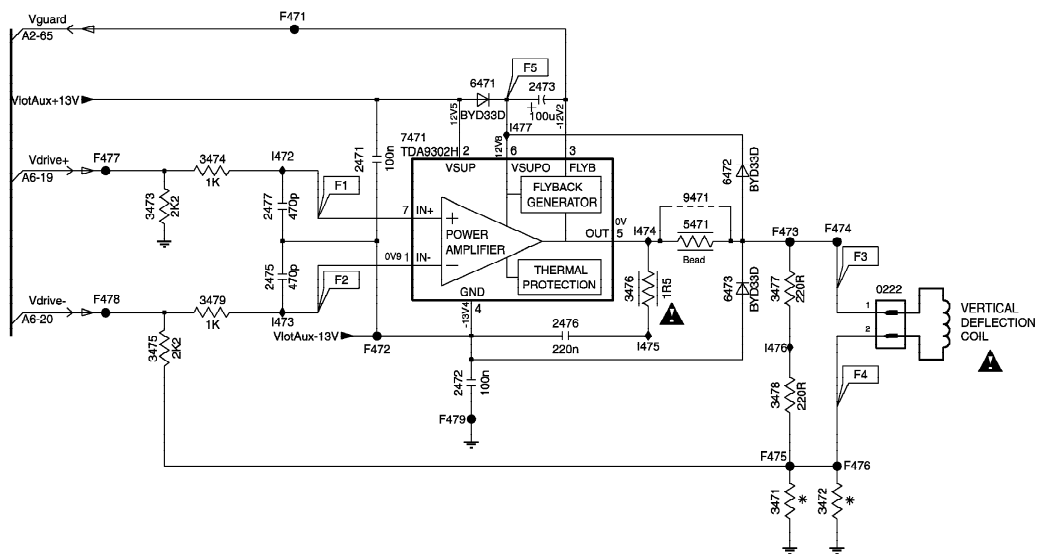 Vguard
A2-65
F471
F5
6471
BYD33D
2473
100u
12V5
-12V2
VlotAux+13V
I477
12V8
7471
TDA9302H
2
6
3
VSUP
VSUPO
FLYB
2471
100n
Vdrive+
A6-19
F477
3474
1K
I472
F1
3473
2K2
2477
470p
FLYBACK
GENERATOR
6472
BYD33D
9471
7
IN+
+
POWER
AMPLIFIER
0V
OUT
5
I474
5471
Bead
F473
F474
2475
470p
0V9
1
IN-
−
F2
THERMAL
PROTECTION
GND
4
-13V4
3476
1R5
6473
BYD33D
3477
220R
F3
0222
1
2
VERTICAL
DEFLECTION
COIL
Vdrive-
A6-20
F478
3479
1K
I473
VlotAux-13V
F472
2476
220n
I475
I476
3475
2K2
2472
100n
F479
3478
220R
F4
F475
F476
3471
*
3472
*